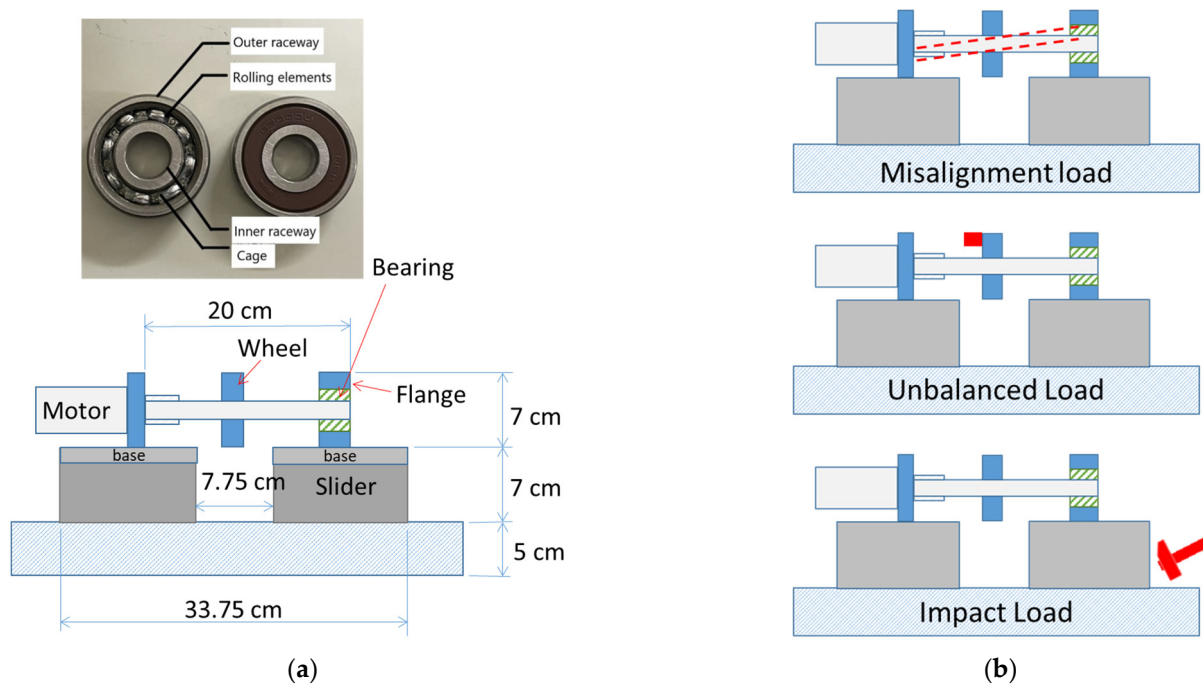 Outer raceway
Rolling elements
Inner raceway
Cage
Bearing
20 cm
Wheel
Flange
Motor
7 cm
base
base
7.75 cm
Slider
7 cm
5 cm
33.75 cm
(a)
Misalignment load
Unbalanced Load
Impact Load
(b)